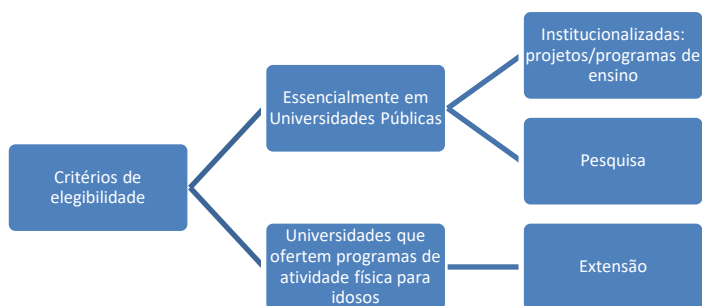 Critérios de
elegibilidade
Essencialmente em
Universidades Públicas
Institucionalizadas:
projetos/programas de
ensino
Pesquisa
Universidades que
ofertem programas de
atividade física para
idosos
Extensão